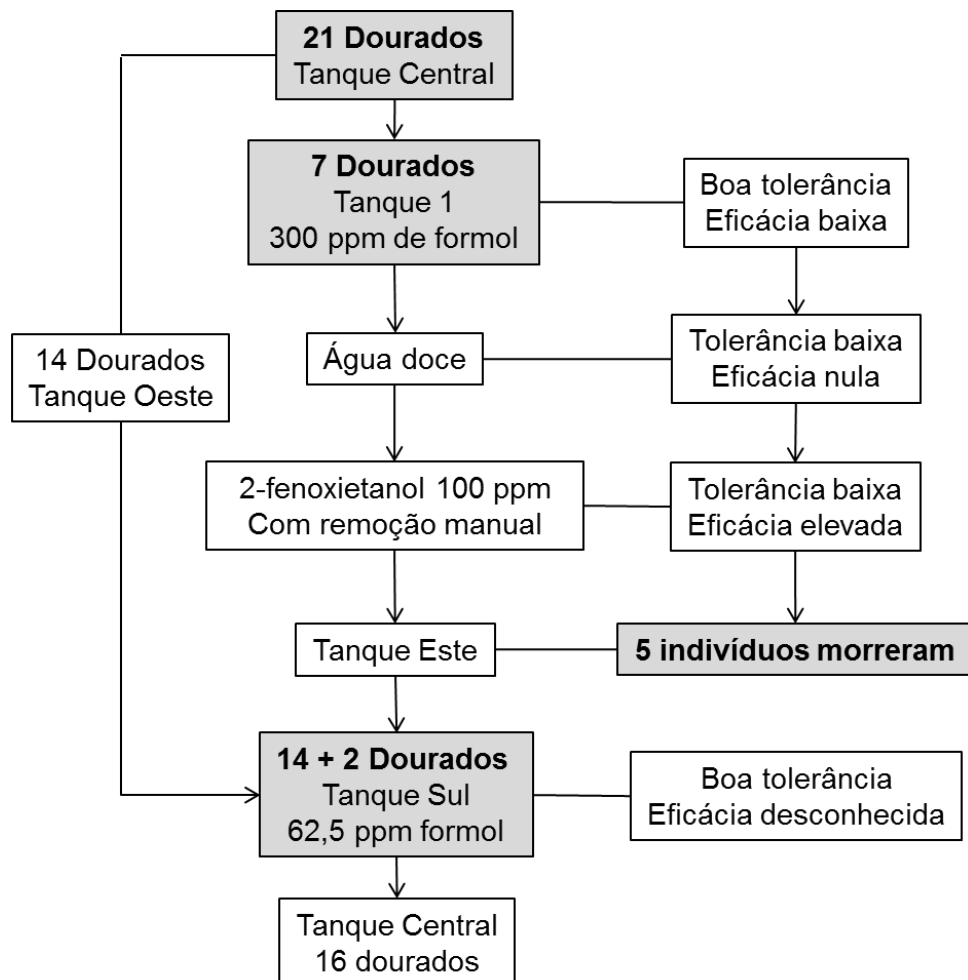 21 Dourados
Tanque Central
7 Dourados
Tanque 1
300 ppm de formol
Boa tolerância
Eficácia baixa
14 Dourados
Tanque Oeste
Água doce
Tolerância baixa
Eficácia nula
2-fenoxietanol 100 ppm
Com remoção manual
Tolerância baixa
Eficácia elevada
Tanque Este
5 indivíduos morreram
14 + 2 Dourados
Tanque Sul
62,5 ppm formol
Boa tolerância
Eficácia desconhecida
Tanque Central
16 dourados